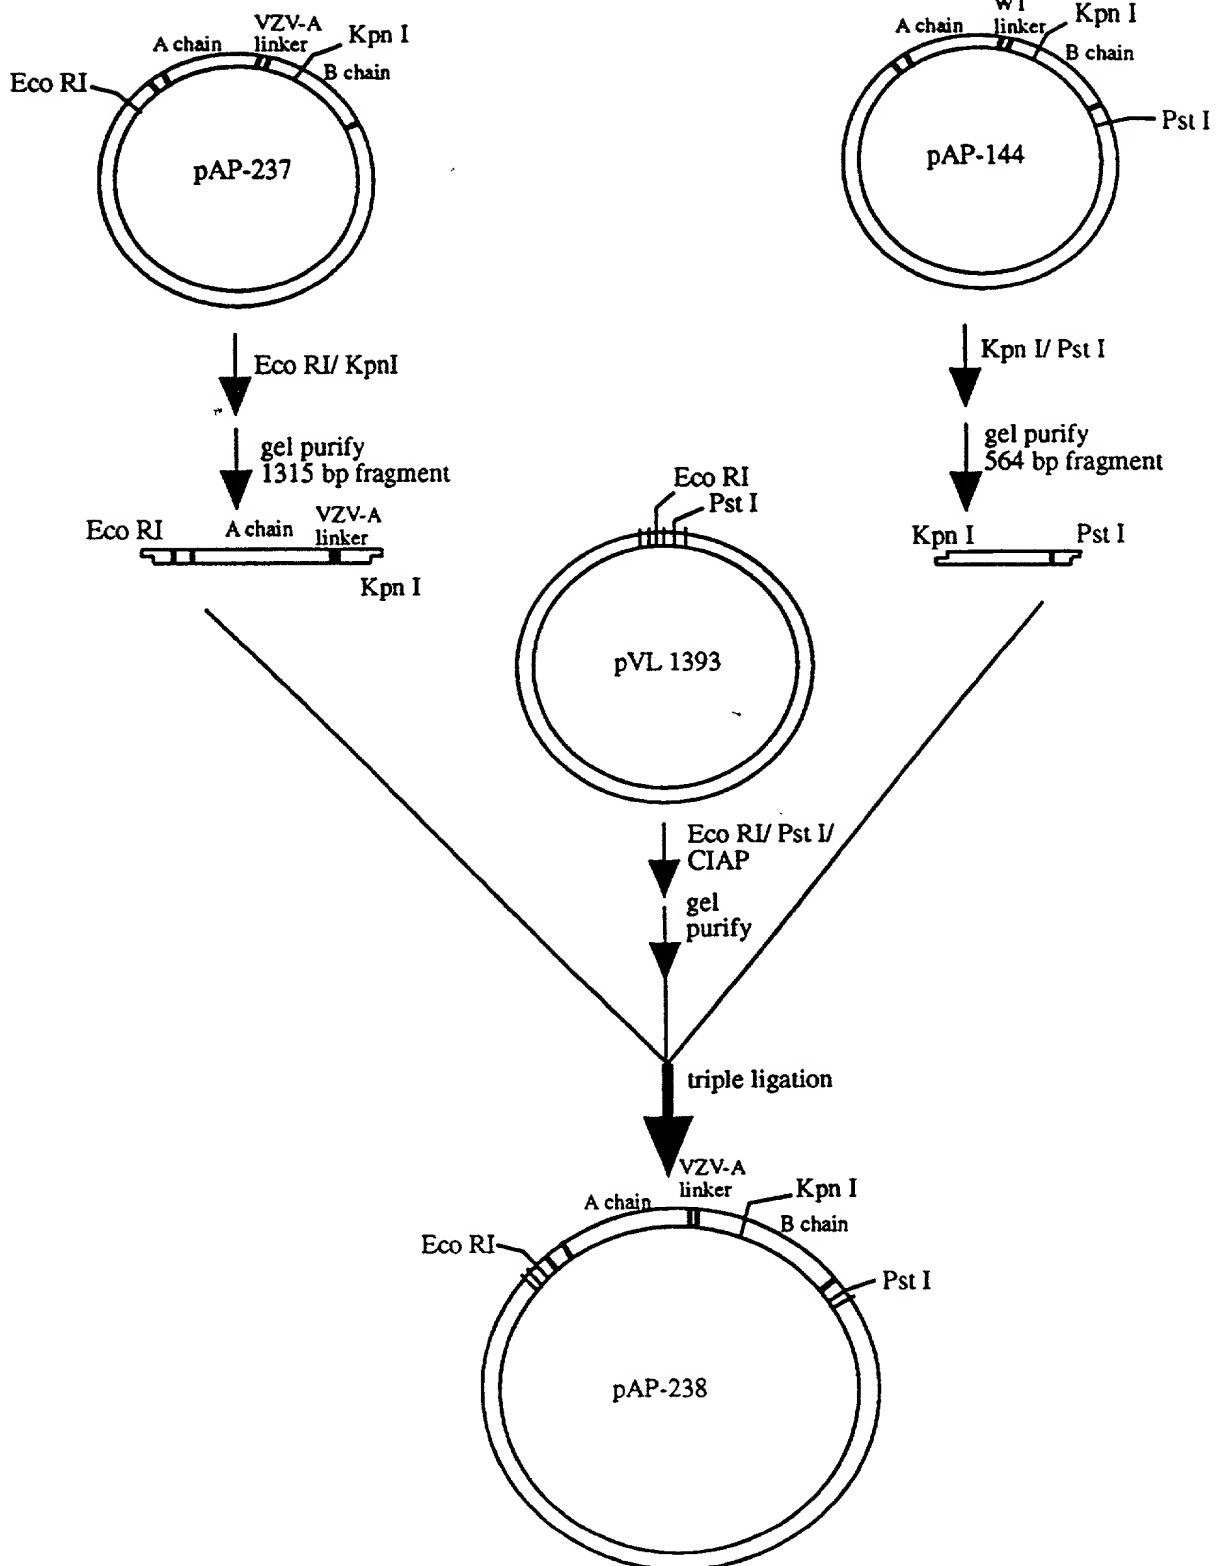 VZV-A
A chain
linker
Kpn I
B chain
Eco RI
pAP-237
WT
A chain
linker
Kpn I
B chain
Pst I
pAP-144
Eco RI/ KpnI
gel purify
1315 bp fragment
Kpn I/ Pst I
gel purify
564 bp fragment
Eco RI
A chain
VZV-A
linker
Kpn I
Eco RI
Pst I
pVL 1393
Kpn I
Pst I
Eco RI/ Pst I/
CIAP
gel
purify
triple ligation
VZV-A
linker
A chain
Kpn I
B chain
Eco RI
Pst I
pAP-238